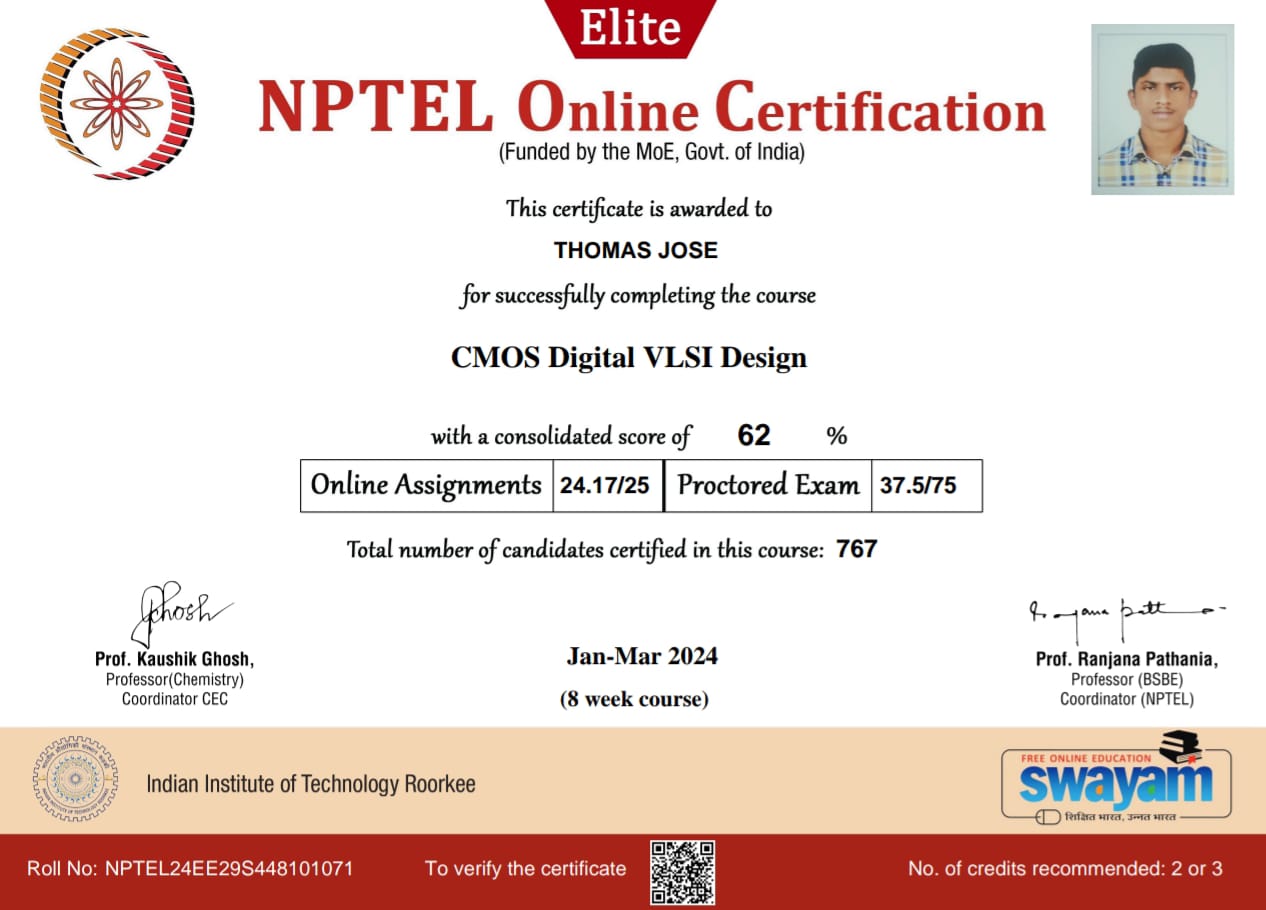 Elite
NPTEL Online Certification
(Funded by the MoE, Govt. of India)
This certificate is awarded to
THOMAS JOSE
for successfully completing the course
CMOS Digital VLSI Design
with a consolidated score of 62 %
Online Assignments 24.17/25 Proctored Exam 37.5/75
Total number of candidates certified in this course: 767
Prof. Kaushik Ghosh,
Professor(Chemistry)
Coordinator CEC
Jan-Mar 2024
(8 week course)
Prof. Ranjana Pathania,
Professor (BSBE)
Coordinator (NPTEL)
Indian Institute of Technology Roorkee
FREE ONLINE EDUCATION
swayam
शिक्षित भारत, उन्नत भारत
Roll No: NPTEL24EE29S448101071
To verify the certificate
No. of credits recommended: 2 or 3